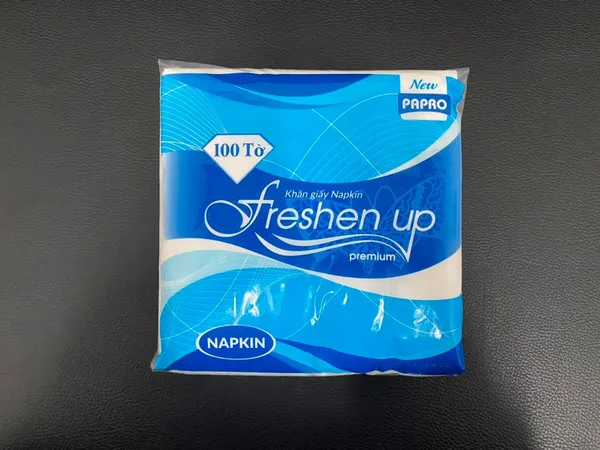 New
PAPRO
100 Tờ
Khăn giấy Napkin
freshen up
premium
NAPKIN